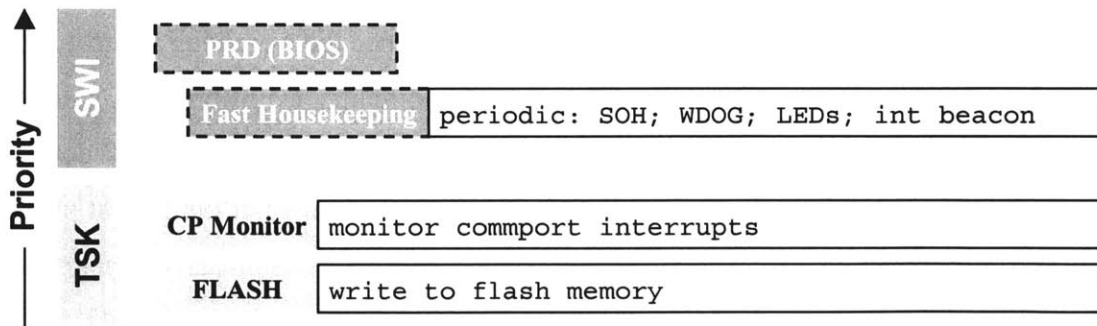 Priority
SWI
PRD (BIOS)
Fast Housekeeping periodic: SOH; WDOG; LEDs; int beacon
TSK
CP Monitor monitor commport interrupts
FLASH write to flash memory